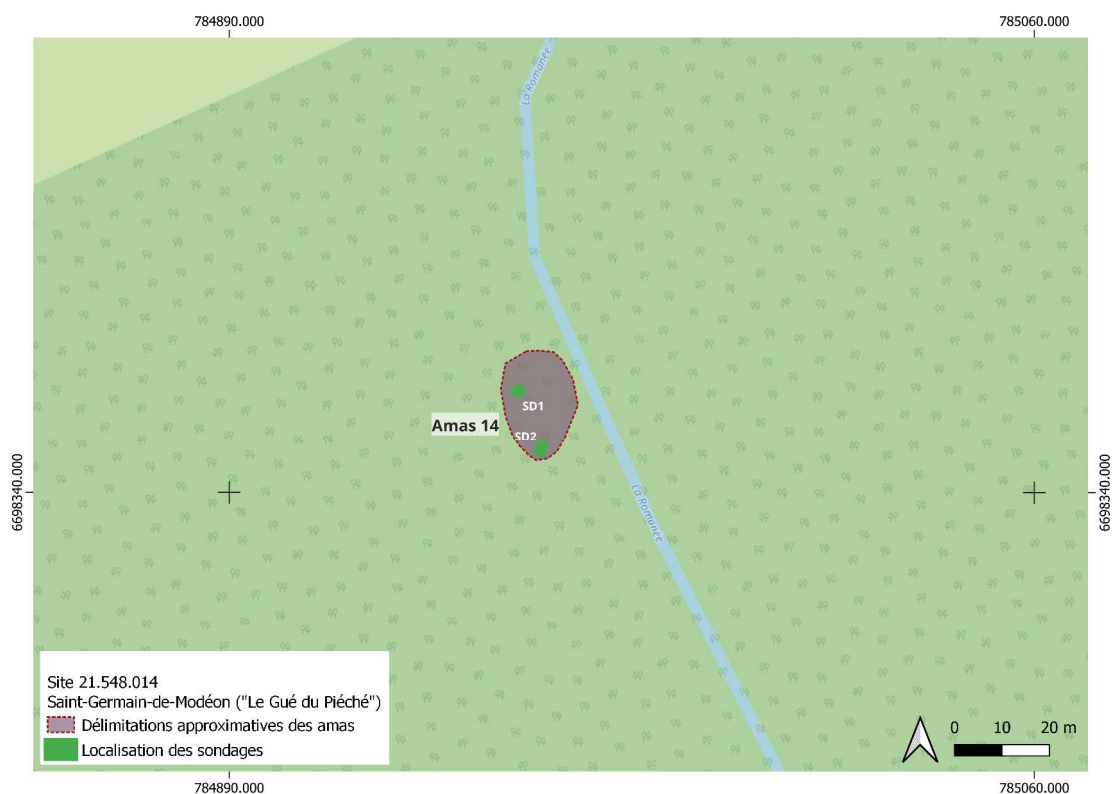 784890.000
785060.000
La Romanée
SD1
Amas 14
SD2
6698340.000
6698340.000
La Romanée
Site 21.548.014
Saint-Germain-de-Modéon ("Le Gué du Piéché")
Délimitations approximatives des amas
Localisation des sondages
0 10 20 m
784890.000
785060.000